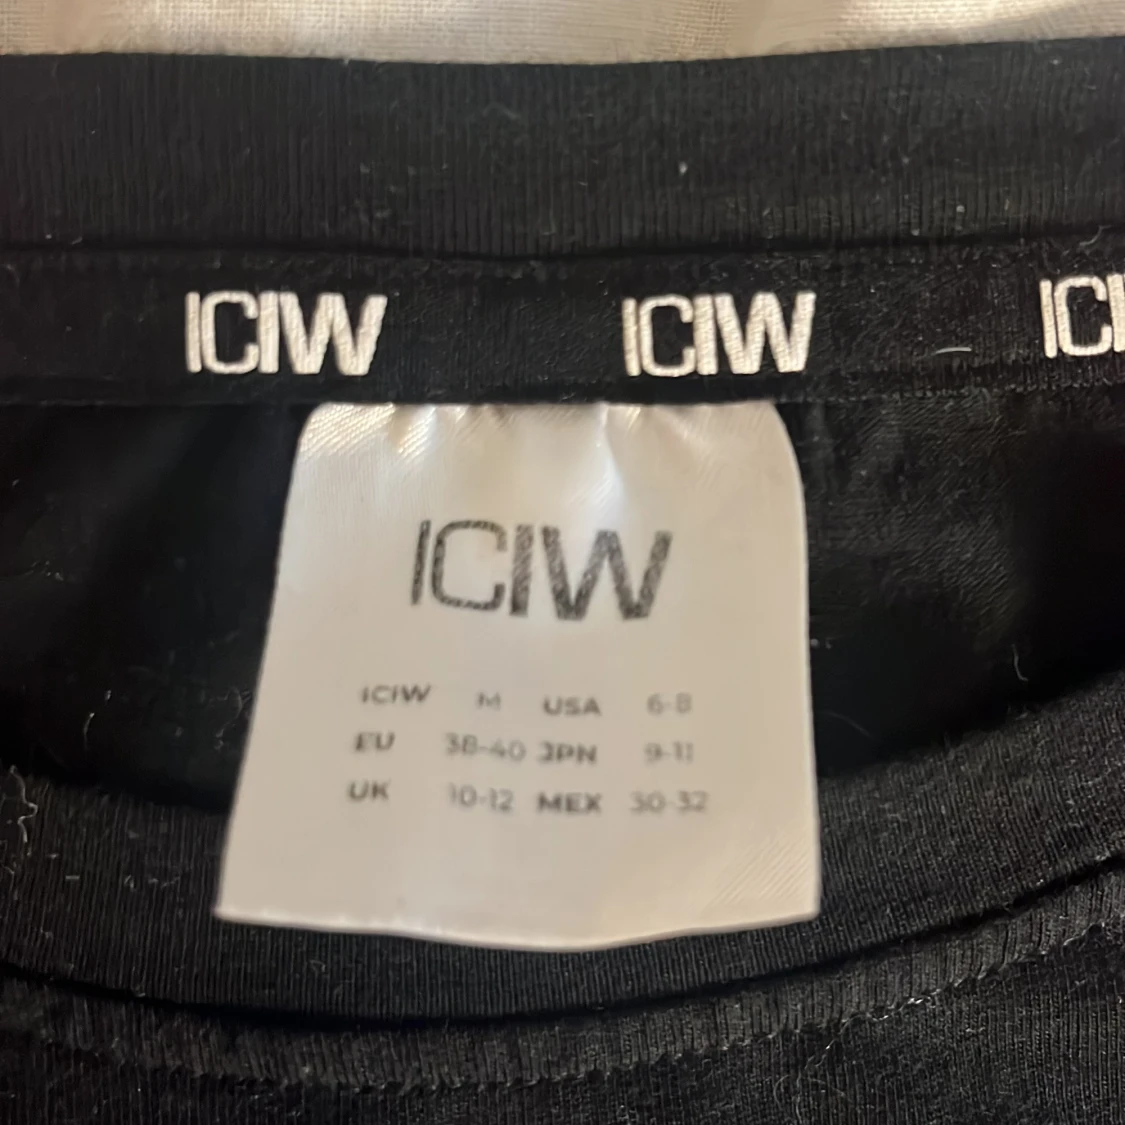 ICIW ICIW ICI
ICIW
ICIW M USA 6-8
EU 38-40 JPN 9-11
UK 10-12 MEX 30-32